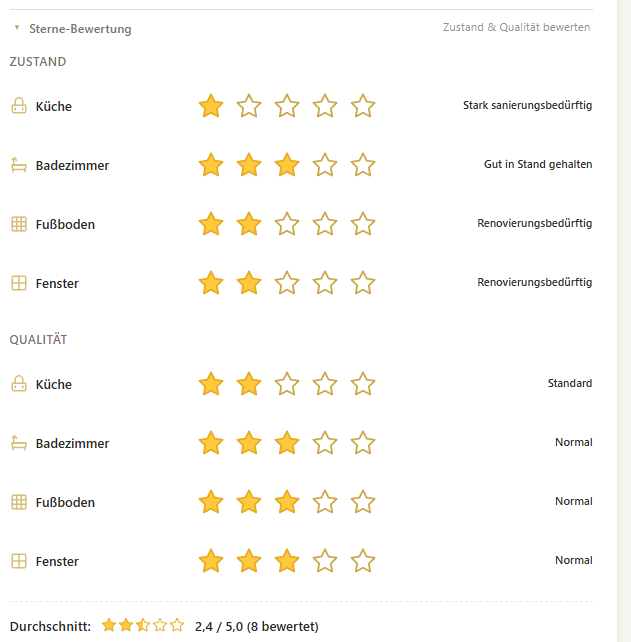 Sterne-Bewertung Zustand & Qualität bewerten
ZUSTAND
Küche Stark sanierungsbedürftig
Badezimmer Gut in Stand gehalten
Fußboden Renovierungsbedürftig
Fenster Renovierungsbedürftig
QUALITÄT
Küche Standard
Badezimmer Normal
Fußboden Normal
Fenster Normal
Durchschnitt: 2,4 / 5,0 (8 bewertet)